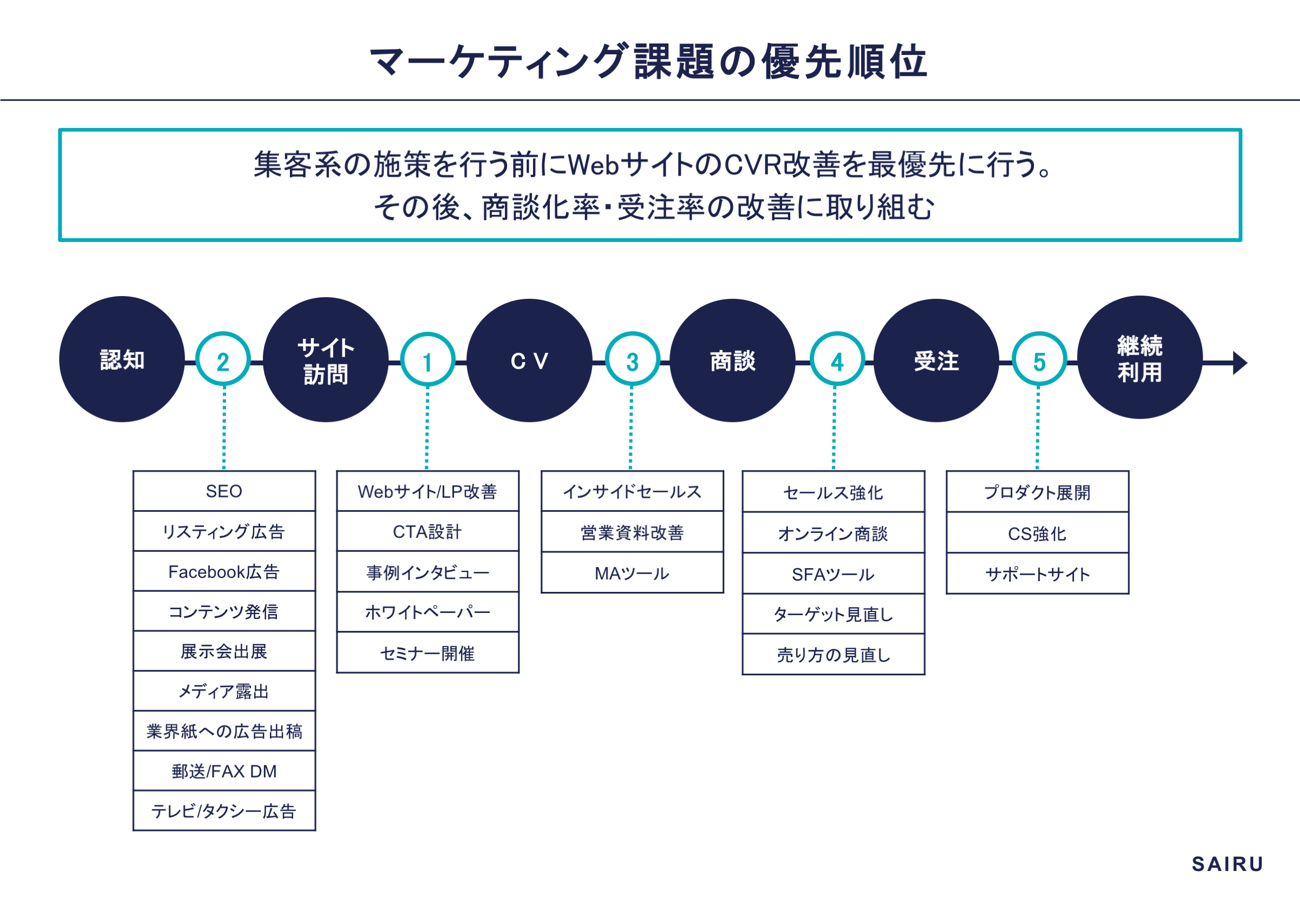 マーケティング課題の優先順位
集客系の施策を行う前にWebサイトのCVR改善を最優先に行う。
その後、商談化率・受注率の改善に取り組む
認知
2
サイト
訪問
1
CV
3
商談
4
受注
5
継続
利用
SEO
リスティング広告
Facebook広告
コンテンツ発信
展示会出展
メディア露出
業界紙への広告出稿
郵送/FAX DM
テレビ/タクシー広告
Webサイト/LP改善
CTA設計
事例インタビュー
ホワイトペーパー
セミナー開催
インサイドセールス
営業資料改善
MAツール
セールス強化
オンライン商談
SFAツール
ターゲット見直し
売り方の見直し
プロダクト展開
CS強化
サポートサイト
SAIRU